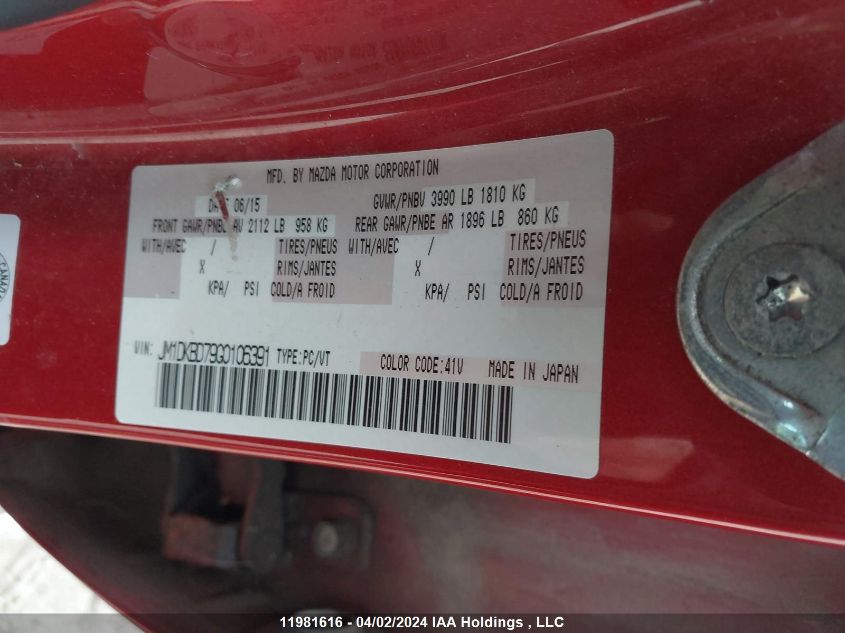 MFD. BY MAZDA MOTOR CORPORATION
06/15 GVWR/PNBV 3990 LB 1810 KG
FRONT GAWR/PNBE AV 2112 LB 958 KG REAR GAWR/PNBE AR 1896 LB 860 KG
WITH/AVEC / TIRES/PNEUS WITH/AVEC / TIRES/PNEUS
X RIMS/JANTES X RIMS/JANTES
KPA/ PSI COLD/A FROID KPA/ PSI COLD/A FROID
VIN: JM1DKBD79G0106391 TYPE:PC/VT COLOR CODE:41V MADE IN JAPAN
CANADA
11981616 - 04/02/2024 IAA Holdings , LLC